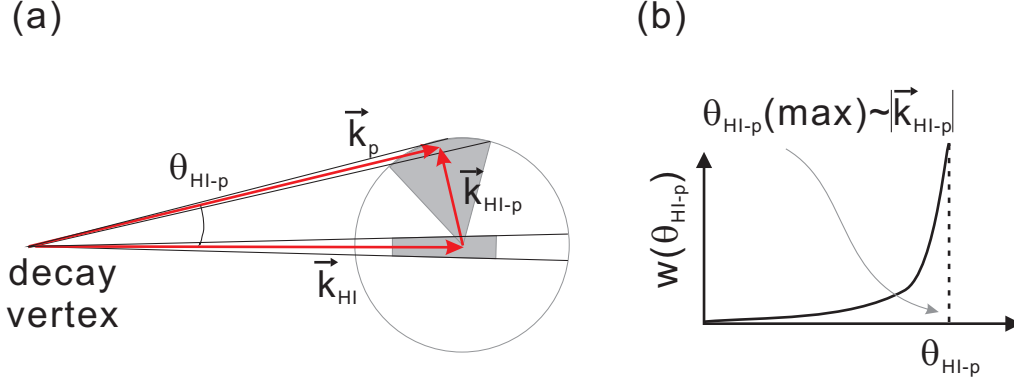 (a)
k⃗p
θHI-p
k⃗HI-p
k⃗HI
decay
vertex
(b)
θHI-p(max)~|k⃗HI-p|
w(θHI-p)
θHI-p